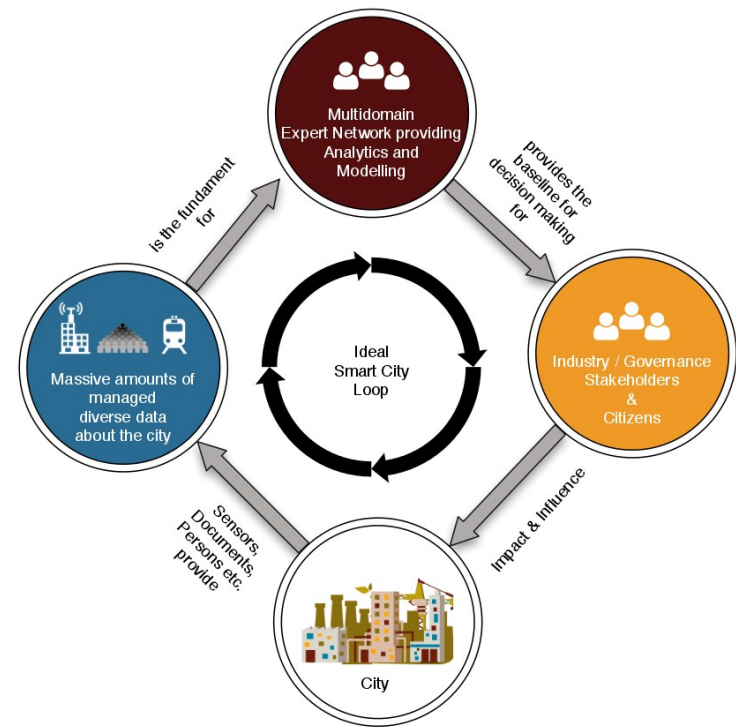 Multidomain
Expert Network providing
Analytics and
Modelling
provides the
baseline for
decision making
for
Industry / Governance
Stakeholders
&
Citizens
Impact & Influence
City
Sensors,
Documents,
Persons etc.
provide
Massive amounts of
managed
diverse data
about the city
is the fundament
for
Ideal
Smart City
Loop